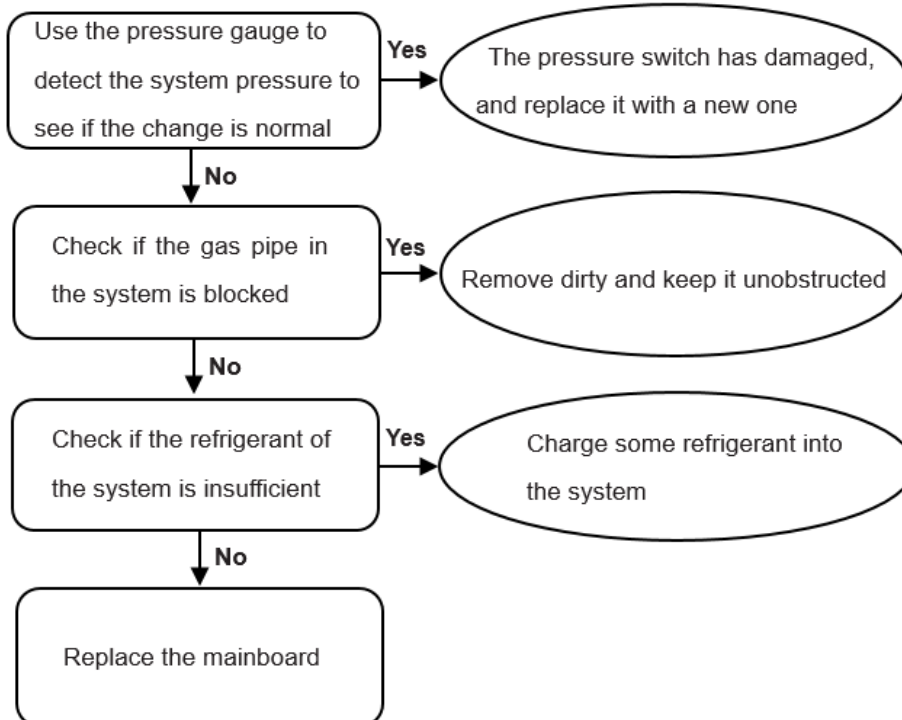 Use the pressure gauge to
detect the system pressure to
see if the change is normal
Yes
The pressure switch has damaged,
and replace it with a new one
No
Check if the gas pipe in
the system is blocked
Yes
Remove dirty and keep it unobstructed
No
Check if the refrigerant of
the system is insufficient
Yes
Charge some refrigerant into
the system
No
Replace the mainboard